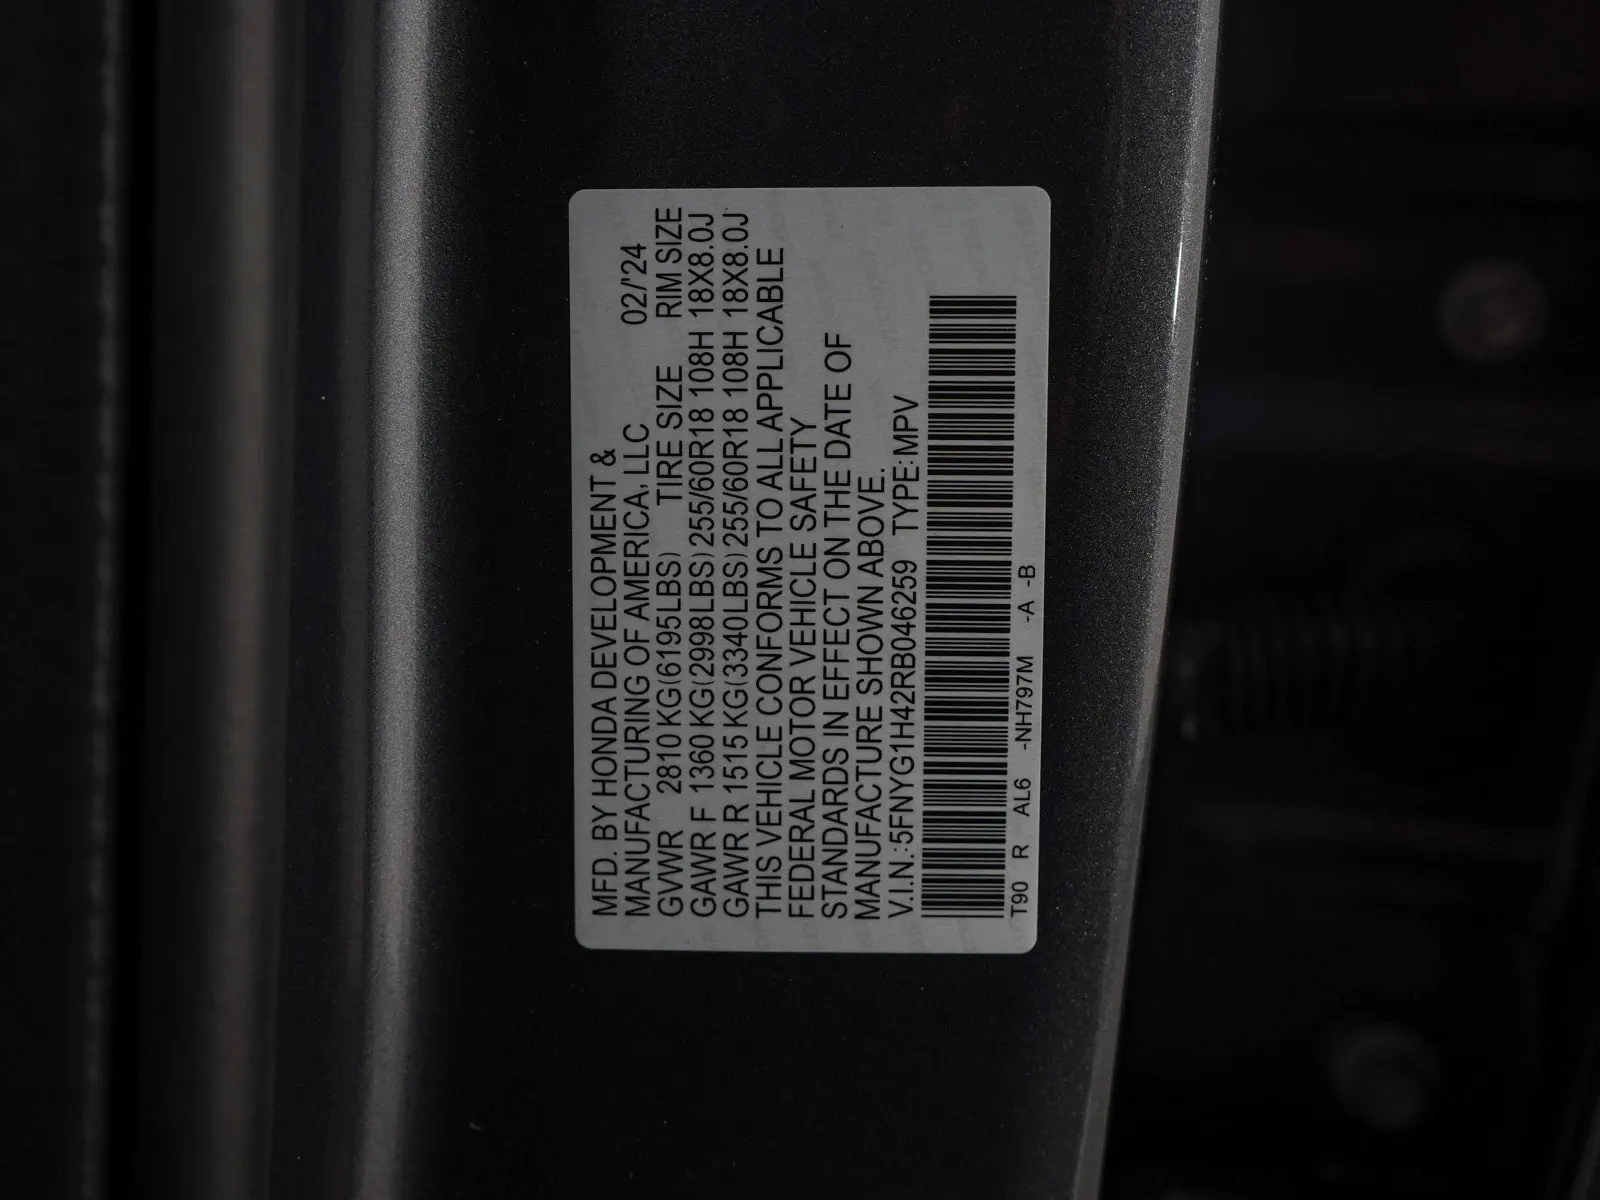 MFD. BY HONDA DEVELOPMENT &
MANUFACTURING OF AMERICA, LLC 02/'24
GVWR 2810 KG(6195LBS) TIRE SIZE RIM SIZE
GAWR F 1360 KG(2998LBS) 255/60R18 108H 18X8.0J
GAWR R 1515 KG(3340LBS) 255/60R18 108H 18X8.0J
THIS VEHICLE CONFORMS TO ALL APPLICABLE
FEDERAL MOTOR VEHICLE SAFETY
STANDARDS IN EFFECT ON THE DATE OF
MANUFACTURE SHOWN ABOVE.
V.I.N.:5FNYG1H42RB046259 TYPE:MPV
T90 R AL6 -NH797M -A -B